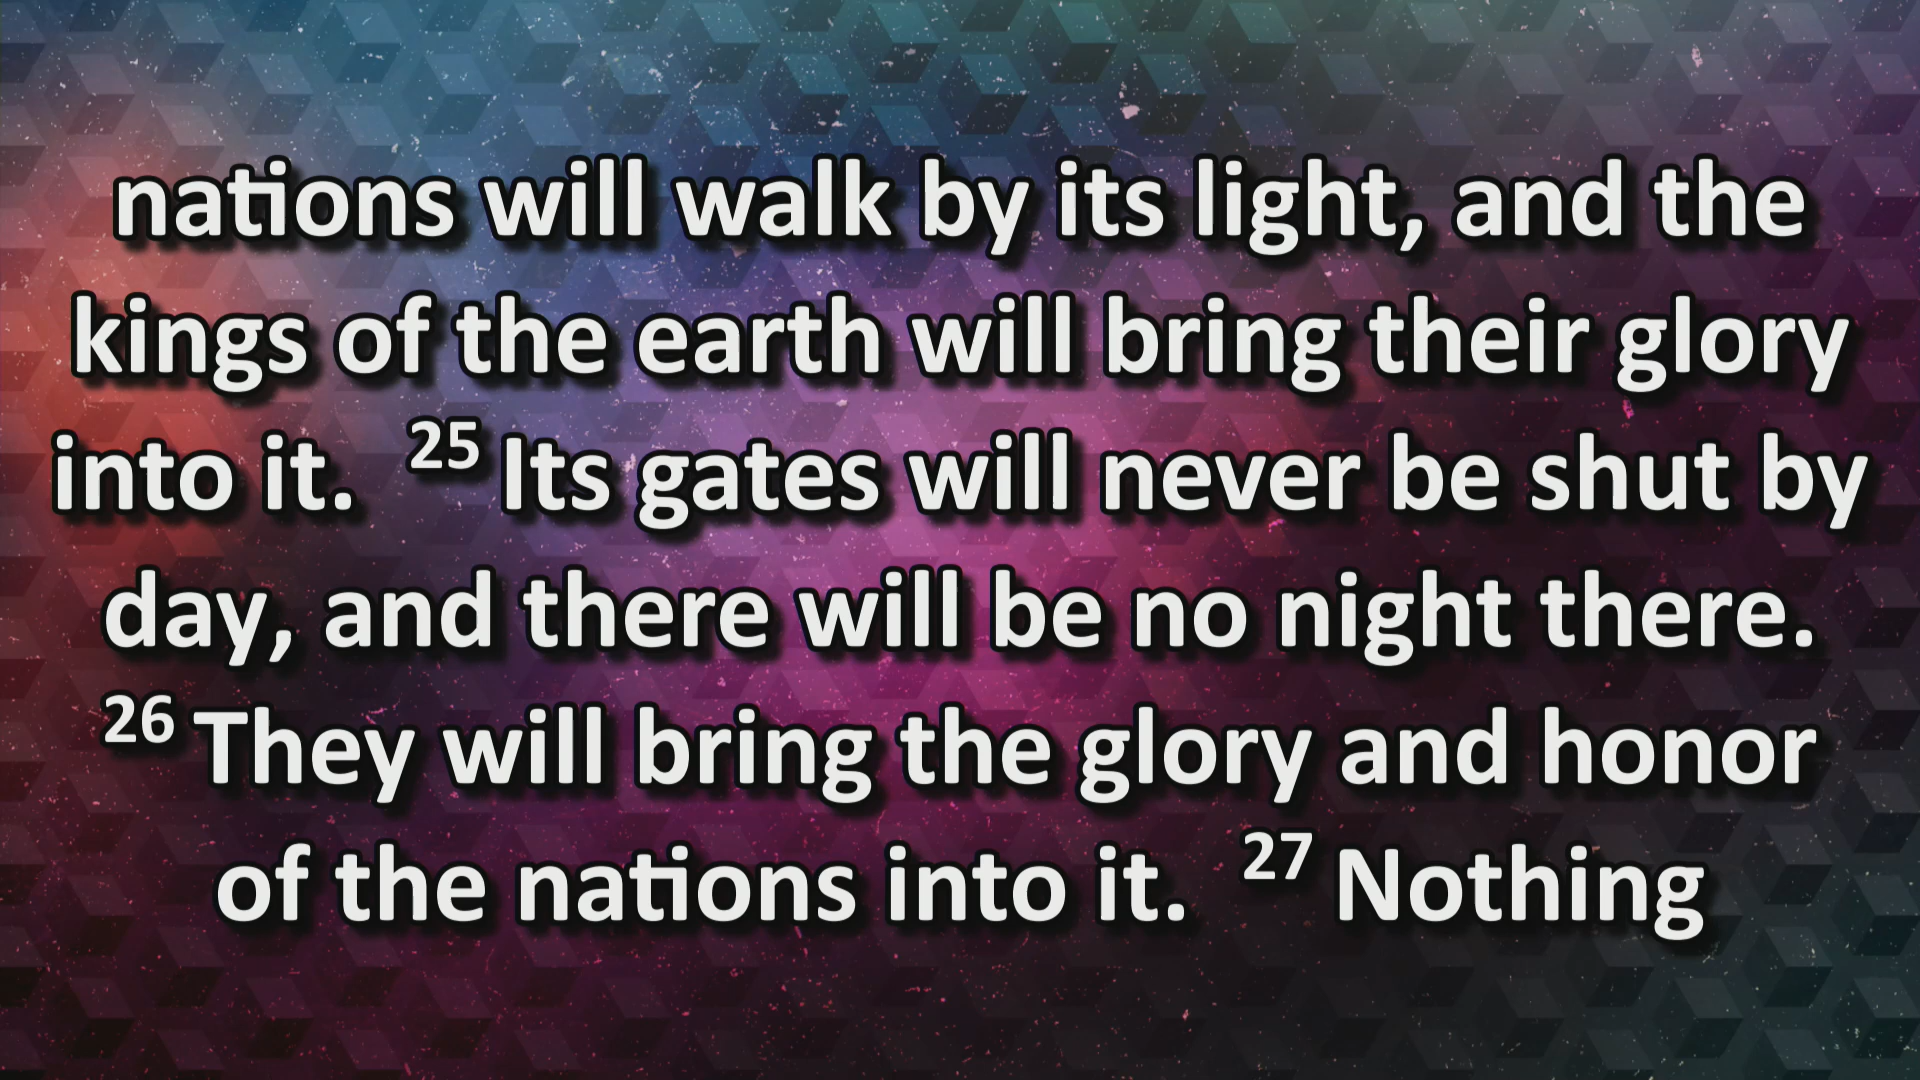 nations will walk by its light, and the
kings of the earth will bring their glory
into it. 25 Its gates will never be shut by
day, and there will be no night there.
26 They will bring the glory and honor
of the nations into it. 27 Nothing